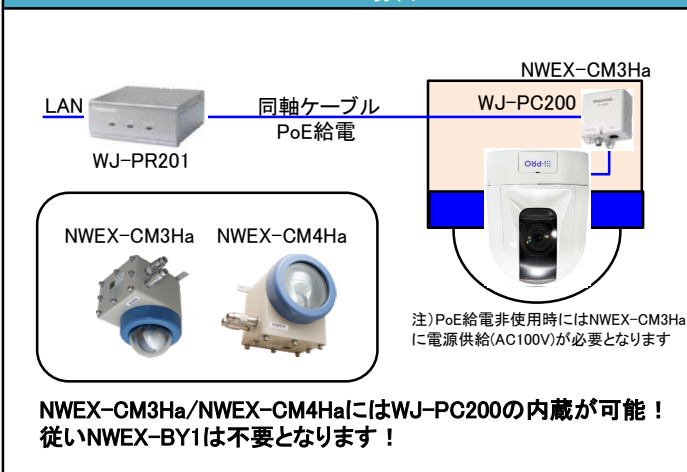 NWEX-CM3Ha
LAN
同軸ケーブル
WJ-PC200
PoE給電
WJ-PR201
i-PRO
NWEX-CM3Ha NWEX-CM4Ha
注)PoE給電非使用時にはNWEX-CM3Ha
に電源供給(AC100V)が必要となります
NWEX-CM3Ha/NWEX-CM4HaにはWJ-PC200の内蔵が可能！
従いNWEX-BY1は不要となります！